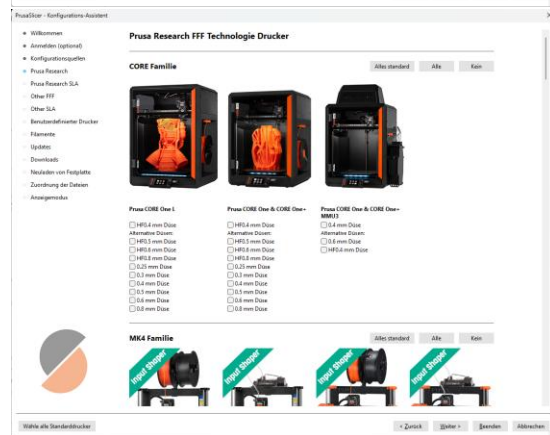 PrusaSlicer - Konfigurations-Assistent
Willkommen
Anmelden (optional)
Konfigurationsquellen
Prusa Research
Prusa Research SLA
Other FFF
Other SLA
Benutzerdefinierter Drucker
Filamente
Updates
Downloads
Neuladen von Festplatte
Zuordnung der Dateien
Anzeigemodus
Prusa Research FFF Technologie Drucker
CORE Familie
Alles standard
Alle
Kein
Prusa CORE One L
HF0.4 mm Düse
Alternative Düsen:
HF0.5 mm Düse
HF0.6 mm Düse
HF0.8 mm Düse
0.25 mm Düse
0.3 mm Düse
0.4 mm Düse
0.5 mm Düse
0.6 mm Düse
0.8 mm Düse
Prusa CORE One & CORE One+
HF0.4 mm Düse
Alternative Düsen:
HF0.5 mm Düse
HF0.6 mm Düse
HF0.8 mm Düse
0.25 mm Düse
0.3 mm Düse
0.4 mm Düse
0.5 mm Düse
0.6 mm Düse
0.8 mm Düse
Prusa CORE One & CORE One+
MMU3
0.4 mm Düse
Alternative Düsen:
0.6 mm Düse
HF0.4 mm Düse
MK4 Familie
Alles standard
Alle
Kein
Input Shaper
Input Shaper
Input Shaper
Input Shaper
Wähle alle Standarddrucker
< Zurück
Weiter >
Beenden
Abbrechen